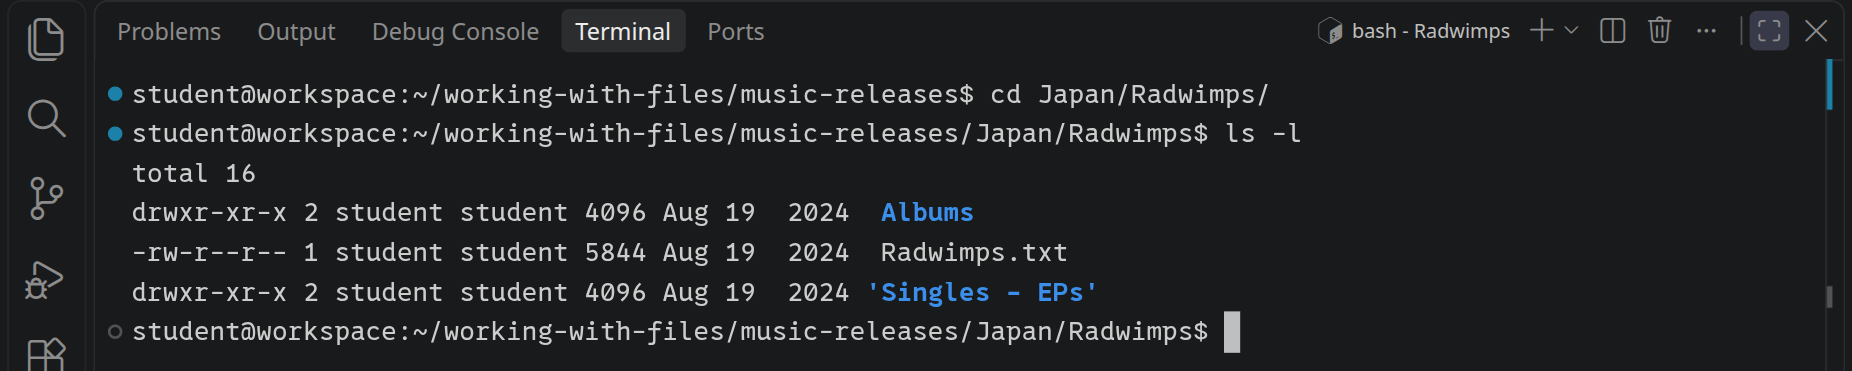 Problems Output Debug Console Terminal Ports bash - Radwimps
student@workspace:~/working-with-files/music-releases$ cd Japan/Radwimps/
student@workspace:~/working-with-files/music-releases/Japan/Radwimps$ ls -l
total 16
drwxr-xr-x 2 student student 4096 Aug 19  2024  Albums
-rw-r--r-- 1 student student 5844 Aug 19  2024  Radwimps.txt
drwxr-xr-x 2 student student 4096 Aug 19  2024 'Singles - EPs'
student@workspace:~/working-with-files/music-releases/Japan/Radwimps$